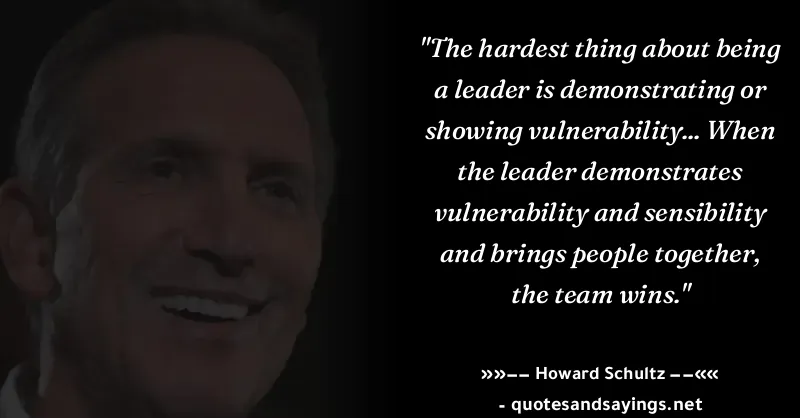 "The hardest thing about being
a leader is demonstrating or
showing vulnerability... When
the leader demonstrates
vulnerability and sensibility
and brings people together,
the team wins."
»»-- Howard Schultz --««
- quotesandsayings.net